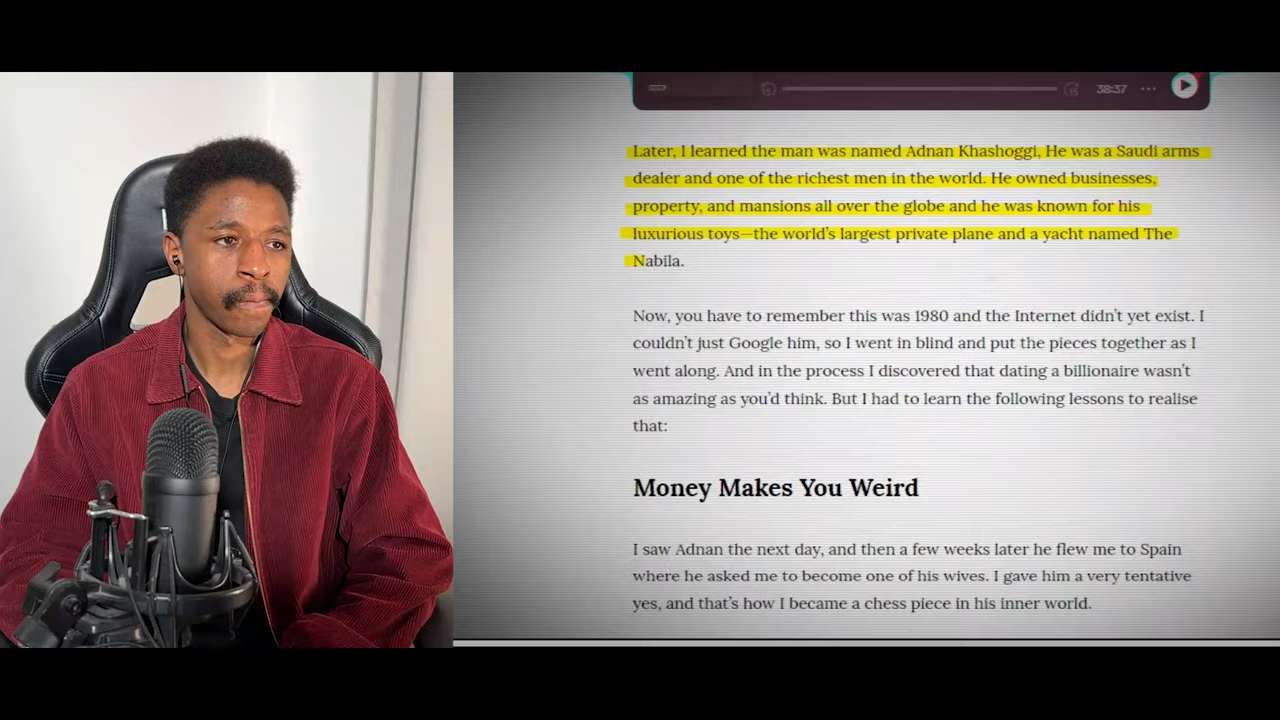 38:37
Later, I learned the man was named Adnan Khashoggi, He was a Saudi arms
dealer and one of the richest men in the world. He owned businesses,
property, and mansions all over the globe and he was known for his
luxurious toys—the world's largest private plane and a yacht named The
Nabila.
Now, you have to remember this was 1980 and the Internet didn't yet exist. I
couldn't just Google him, so I went in blind and put the pieces together as I
went along. And in the process I discovered that dating a billionaire wasn't
as amazing as you'd think. But I had to learn the following lessons to realise
that:
Money Makes You Weird
I saw Adnan the next day, and then a few weeks later he flew me to Spain
where he asked me to become one of his wives. I gave him a very tentative
yes, and that's how I became a chess piece in his inner world.